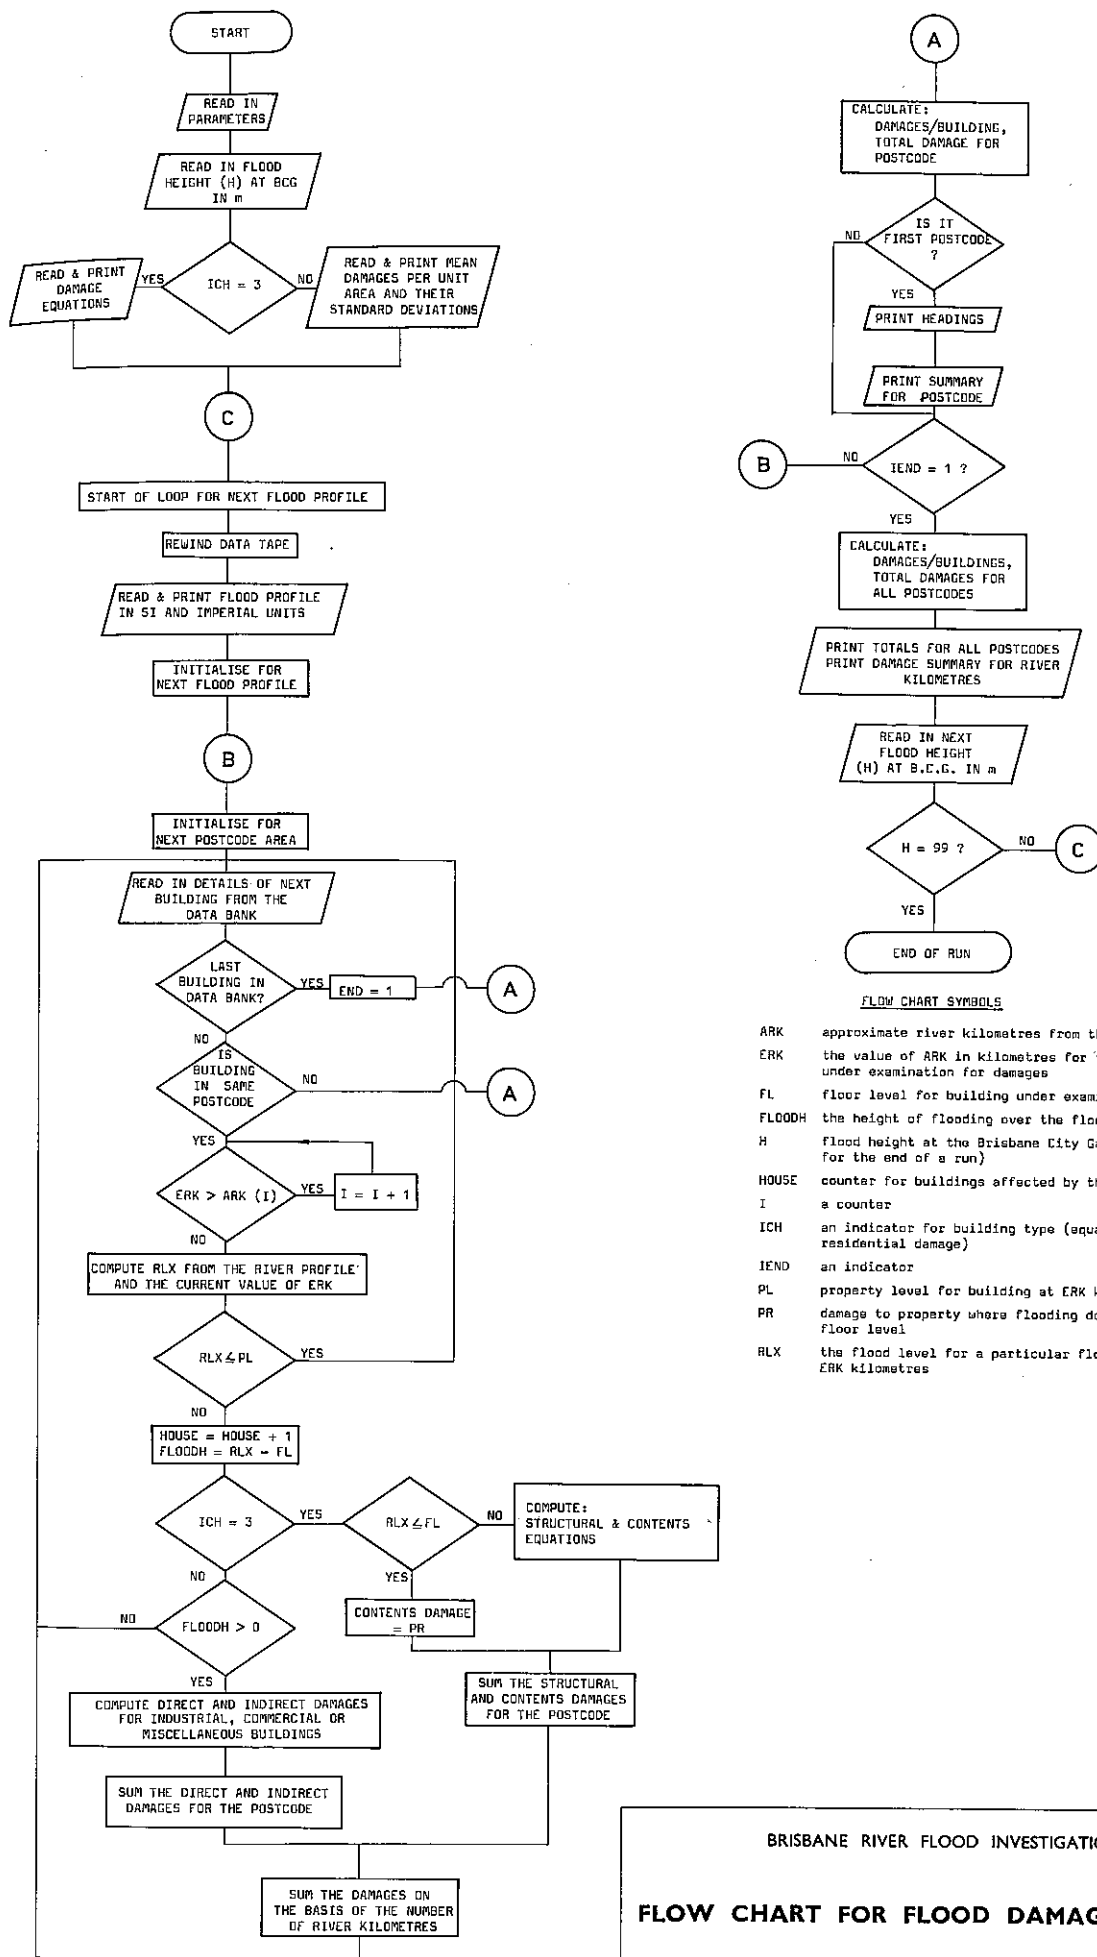 START
READ IN
PARAMETERS
READ IN FLOOD
HEIGHT (H) AT BCG
IN m
ICH = 3
YES
NO
READ & PRINT
DAMAGE
EQUATIONS
READ & PRINT MEAN
DAMAGES PER UNIT
AREA AND THEIR
STANDARD DEVIATIONS
C
START OF LOOP FOR NEXT FLOOD PROFILE
REWIND DATA TAPE
READ & PRINT FLOOD PROFILE
IN SI AND IMPERIAL UNITS
INITIALISE FOR
NEXT FLOOD PROFILE
B
INITIALISE FOR
NEXT POSTCODE AREA
READ IN DETAILS OF NEXT
BUILDING FROM THE
DATA BANK
LAST
BUILDING IN
DATA BANK?
YES
END = 1
A
NO
IS
BUILDING
IN SAME
POSTCODE
NO
A
YES
ERK > ARK (I)
YES
I = I + 1
NO
COMPUTE RLX FROM THE RIVER PROFILE
AND THE CURRENT VALUE OF ERK
RLX ≤ PL
YES
NO
HOUSE = HOUSE + 1
FLOODH = RLX - FL
ICH = 3
YES
RLX ≤ FL
NO
COMPUTE:
STRUCTURAL & CONTENTS
EQUATIONS
NO
YES
CONTENTS DAMAGE
= PR
FLOODH > 0
NO
YES
SUM THE STRUCTURAL
AND CONTENTS DAMAGES
FOR THE POSTCODE
COMPUTE DIRECT AND INDIRECT DAMAGES
FOR INDUSTRIAL, COMMERCIAL OR
MISCELLANEOUS BUILDINGS
SUM THE DIRECT AND INDIRECT
DAMAGES FOR THE POSTCODE
SUM THE DAMAGES ON
THE BASIS OF THE NUMBER
OF RIVER KILOMETRES
A
CALCULATE:
DAMAGES/BUILDING,
TOTAL DAMAGE FOR
POSTCODE
IS IT
FIRST POSTCODE
?
NO
YES
PRINT HEADINGS
PRINT SUMMARY
FOR POSTCODE
IEND = 1 ?
NO
B
YES
CALCULATE:
DAMAGES/BUILDINGS,
TOTAL DAMAGES FOR
ALL POSTCODES
PRINT TOTALS FOR ALL POSTCODES
PRINT DAMAGE SUMMARY FOR RIVER
KILOMETRES
READ IN NEXT
FLOOD HEIGHT
(H) AT B.C.G. IN m
H = 99 ?
NO
C
YES
END OF RUN
FLOW CHART SYMBOLS
ARK approximate river kilometres from
ERK the value of ARK in kilometres for
under examination for damages
FL floor level for building under
FLOODH the height of flooding over the
H flood height at the Brisbane City
for the end of a run)
HOUSE counter for buildings affected by
I a counter
ICH an indicator for building type
residential damage)
IEND an indicator
PL property level for building at ERK
PR damage to property where flooding
floor level
RLX the flood level for a particular
ERK kilometres
BRISBANE RIVER FLOOD
FLOW CHART FOR FLOOD